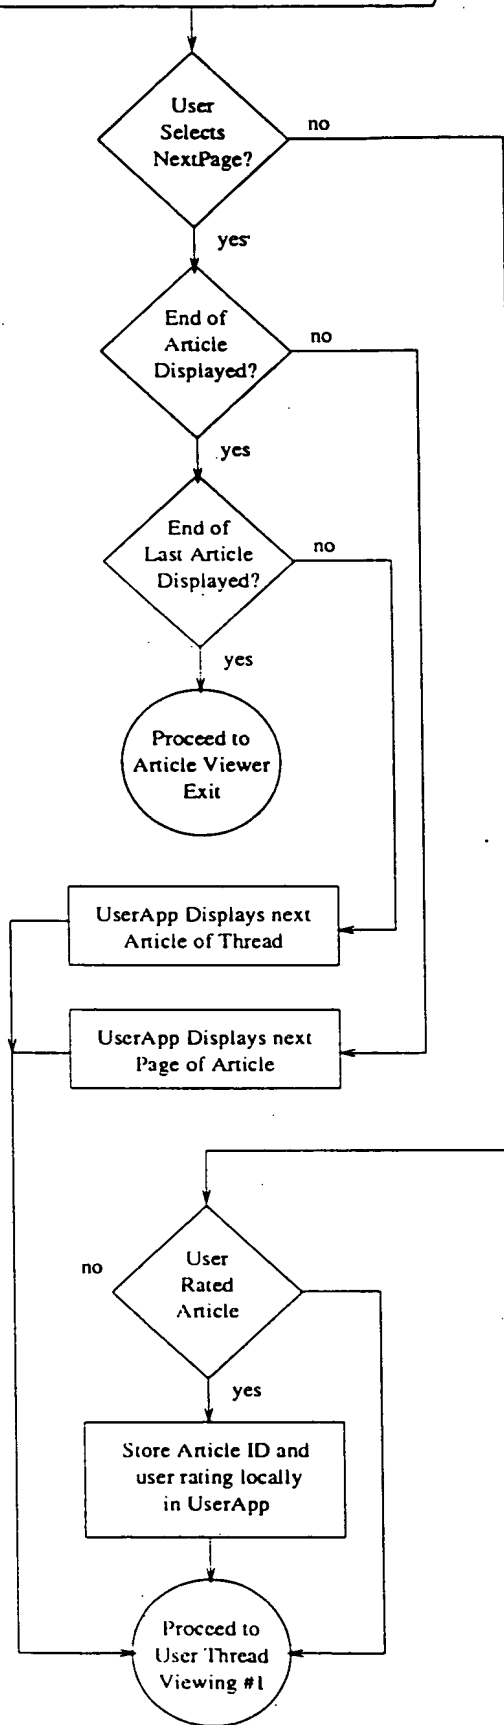 User
Selects
NextPage?
no
yes
End of
Article
Displayed?
no
yes
End of
Last Article
Displayed?
no
yes
Proceed to
Article Viewer
Exit
UserApp Displays next
Article of Thread
UserApp Displays next
Page of Article
no
User
Rated
Article
yes
Store Article ID and
user rating locally
in UserApp
Proceed to
User Thread
Viewing #1